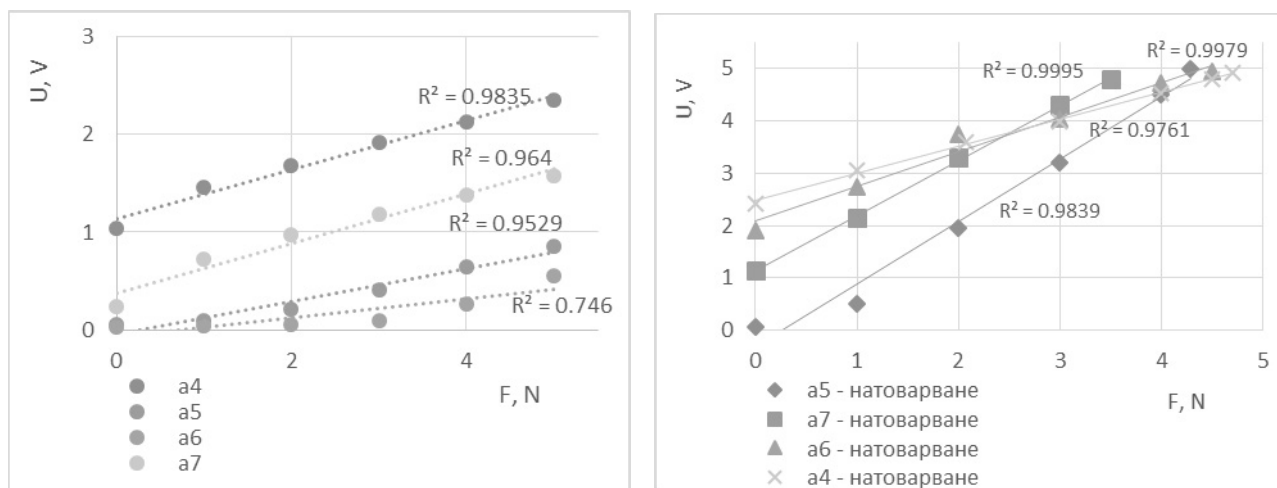 3
2
1
0
U, V
R² = 0.9835
R² = 0.964
R² = 0.9529
R² = 0.746
0 2 4
F, N
a4
a5
a6
a7
5
4
3
2
1
0
U, V
R² = 0.9979
R² = 0.9995
R² = 0.9761
R² = 0.9839
0 1 2 3 4 5
F, N
a5 - натоварване
a7 - натоварване
a6 - натоварване
a4 - натоварване